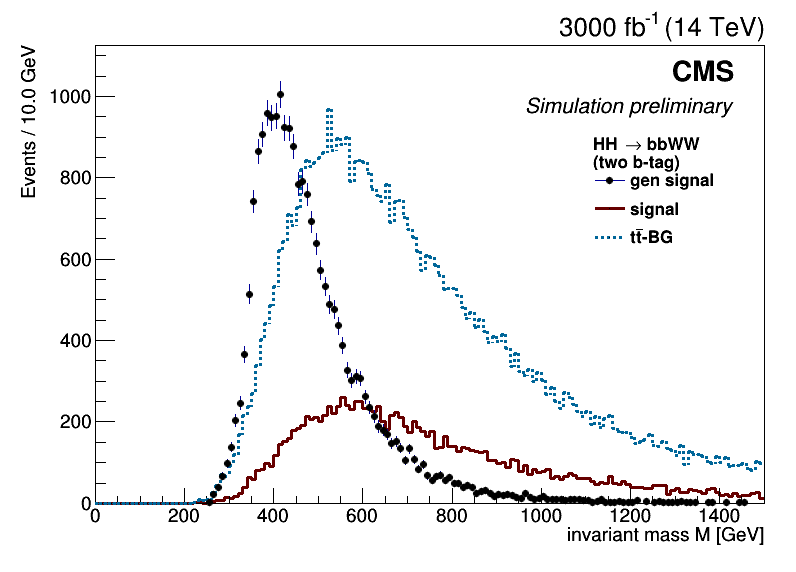 3000 fb-1 (14 TeV)
CMS
Simulation preliminary
HH → bbWW
(two b-tag)
gen signal
signal
tt̄-BG
Events / 10.0 GeV
1000
800
600
400
200
0
0 200 400 600 800 1000 1200 1400
invariant mass M [GeV]